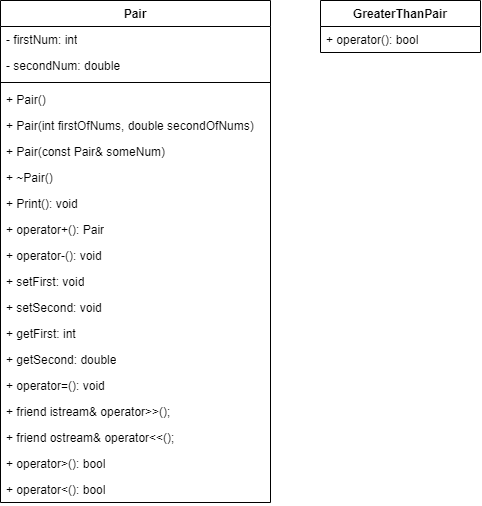 Pair
- firstNum: int
- secondNum: double
+ Pair()
+ Pair(int firstOfNums, double secondOfNums)
+ Pair(const Pair& someNum)
+ ~Pair()
+ Print(): void
+ operator+(): Pair
+ operator-(): void
+ setFirst: void
+ setSecond: void
+ getFirst: int
+ getSecond: double
+ operator=(): void
+ friend istream& operator>>();
+ friend ostream& operator<<();
+ operator>(): bool
+ operator<(): bool
GreaterThanPair
+ operator(): bool